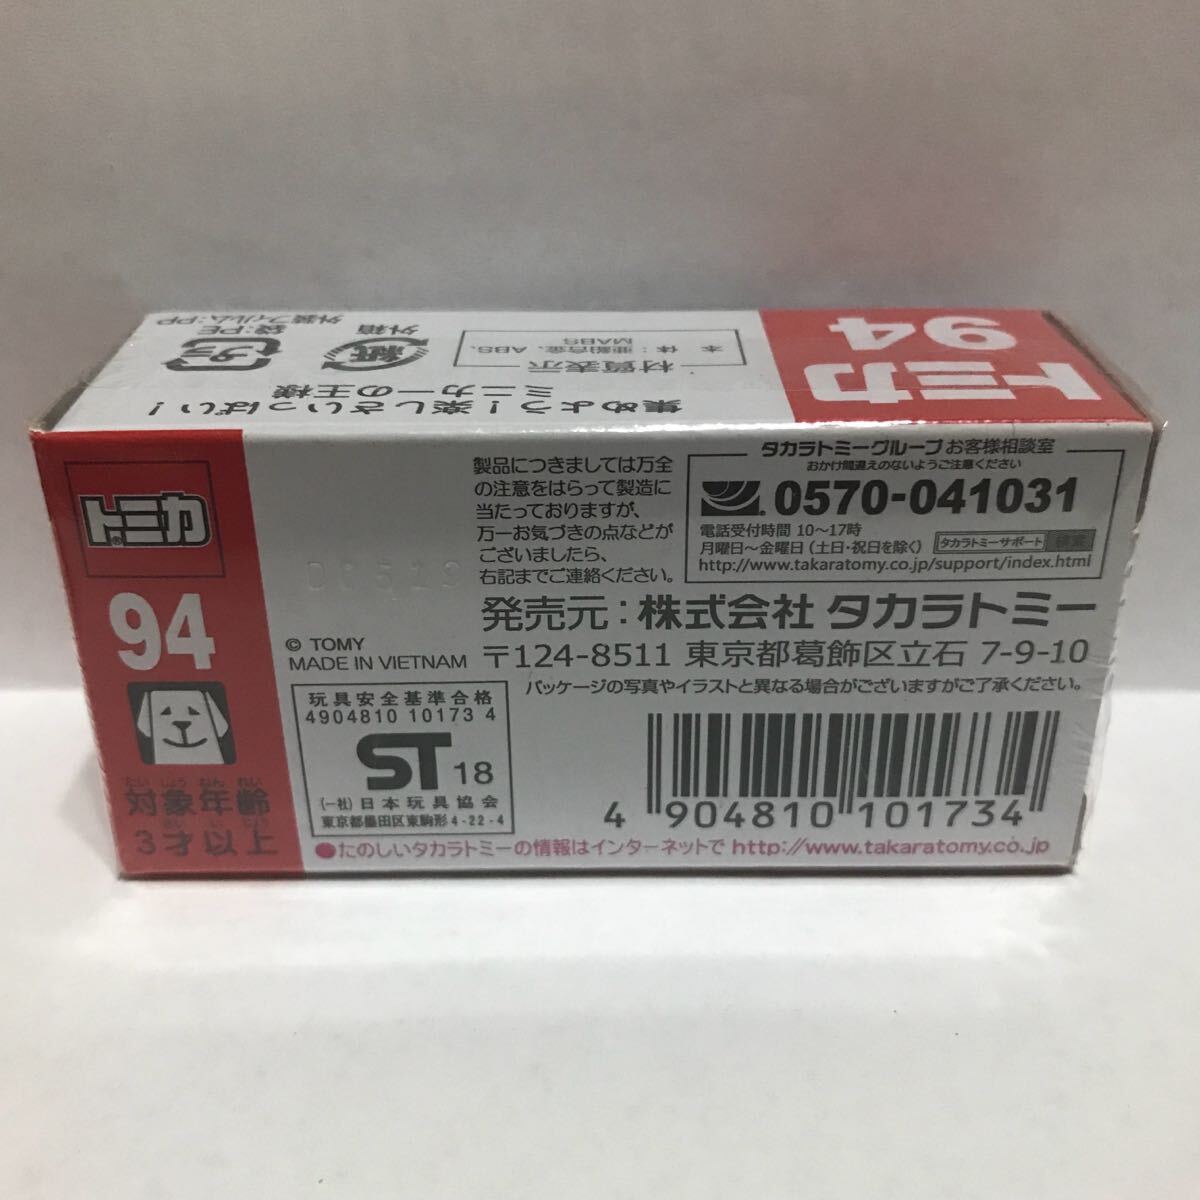 トミカ
94
材質表示
本体:亜鉛合金、ABS、
MABS
外箱
紙
プラ
袋:PE
外装フィルム:PP
集めよう!楽しさいっぱい!
ミニカーの王様
トミカ®
94
たいしょうねんれい
対象年齢
3才以上
© TOMY
MADE IN VIETNAM
玩具安全基準合格
4904810 10173 4
ST 18
(一社)日本玩具協会
東京都墨田区東駒形4-22-4
製品につきましては万全
の注意をはらって製造に
当たっておりますが、
万一お気づきの点などが
ございましたら、
右記までご連絡ください。
タカラトミーグループお客様相談室
おかけ間違えのないようご注意ください
0570-041031
電話受付時間 10〜17時
月曜日〜金曜日(土日・祝日を除く)
タカラトミーサポート 検索
http://www.takaratomy.co.jp/support/index.html
発売元:株式会社 タカラトミー
〒124-8511 東京都葛飾区立石 7-9-10
パッケージの写真やイラストと異なる場合がございますがご了承ください。
4 904810 101734
●たのしいタカラトミーの情報はインターネットで http://www.takaratomy.co.jp